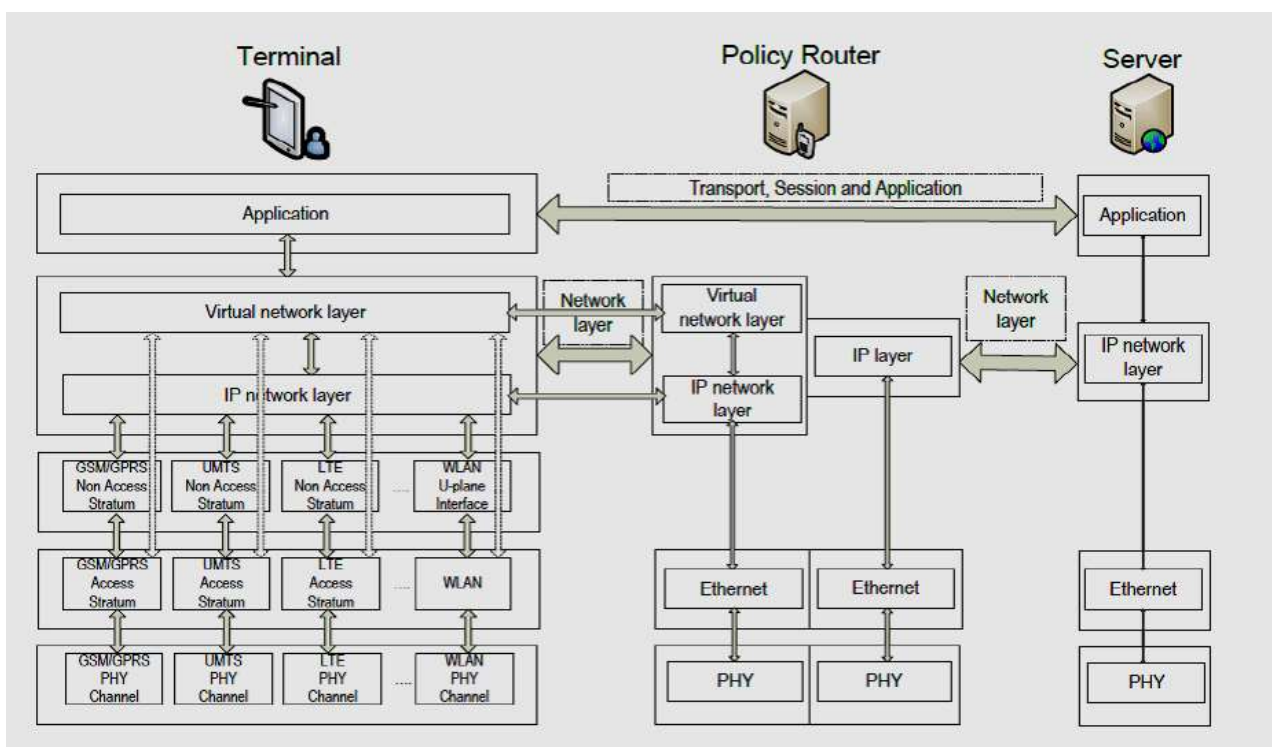 Terminal
Policy Router
Server
Transport, Session and Application
Application
Application
Virtual network layer
Network
layer
Virtual
network layer
Network
layer
IP layer
IP network
layer
IP network layer
IP network
layer
GSM/GPRS
Non Access
Stratum
UMTS
Non Access
Stratum
LTE
Non Access
Stratum
....
WLAN
U-plane
Interface
GSM/GPRS
Access
Stratum
UMTS
Access
Stratum
LTE
Access
Stratum
....
WLAN
Ethernet
Ethernet
Ethernet
GSM/GPRS
PHY
Channel
UMTS
PHY
Channel
LTE
PHY
Channel
....
WLAN
PHY
Channel
PHY
PHY
PHY